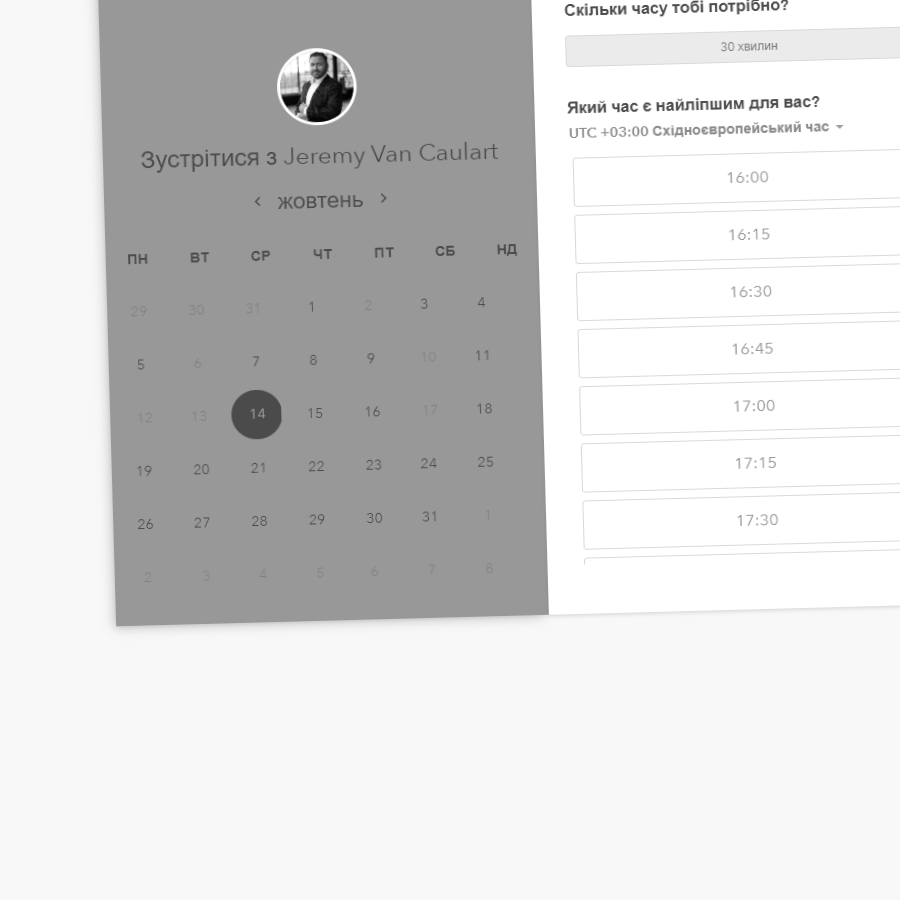 Зустрітися з Jeremy Van Caulart
‹ жовтень ›
ПН ВТ СР ЧТ ПТ СБ НД
29 30 31 1 2 3 4
5 6 7 8 9 10 11
12 13 14 15 16 17 18
19 20 21 22 23 24 25
26 27 28 29 30 31 1
2 3 4 5 6 7 8
Скільки часу тобі потрібно?
30 хвилин
Який час є найліпшим для вас?
UTC +03:00 Східноєвропейський час
16:00
16:15
16:30
16:45
17:00
17:15
17:30